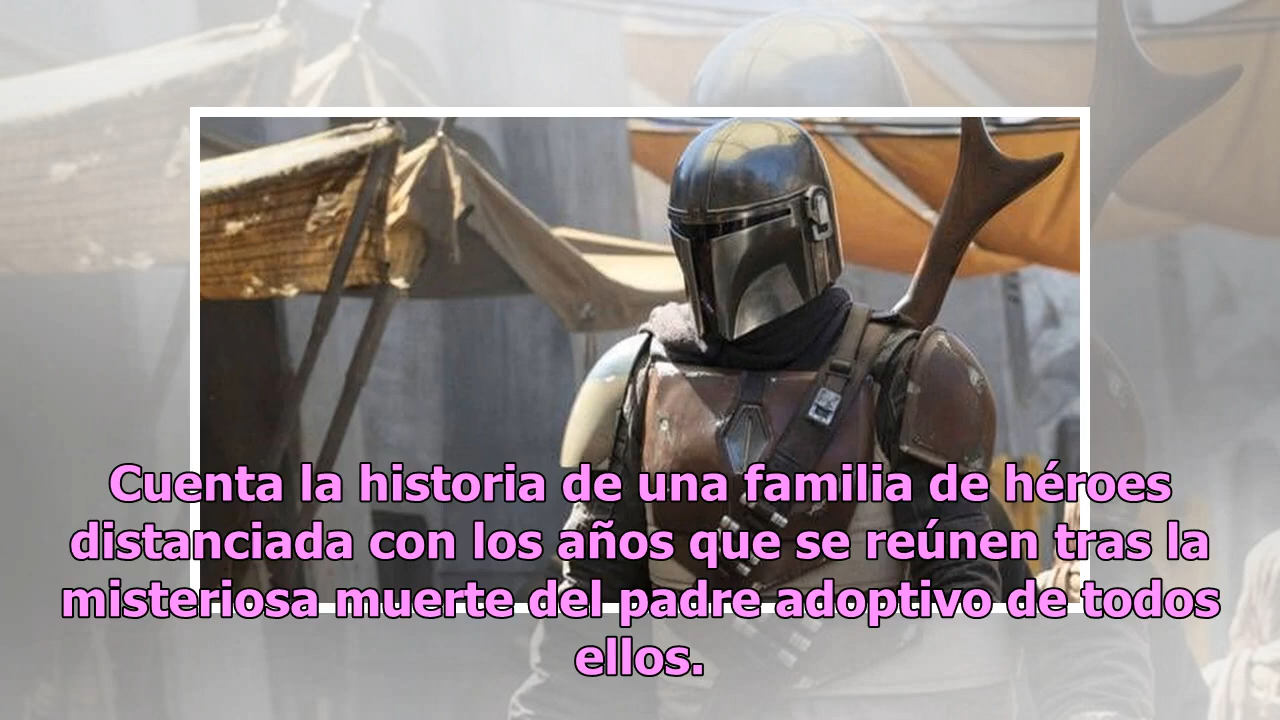 Cuenta la historia de una familia de héroes
distanciada con los años que se reúnen tras la
misteriosa muerte del padre adoptivo de todos
ellos.